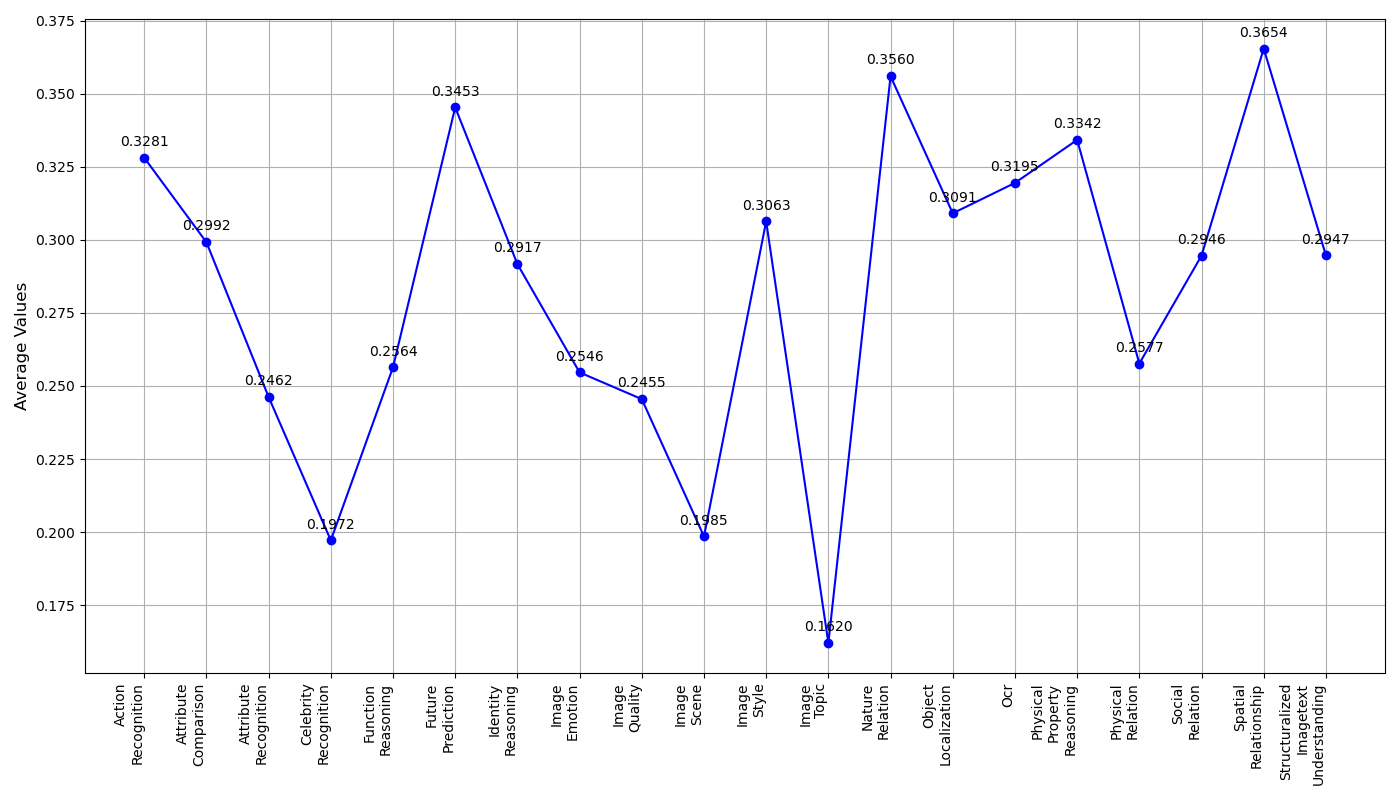 0.375
0.350
0.325
0.300
0.275
0.250
0.225
0.200
0.175
Average Values
0.3281
0.2992
0.2462
0.1972
0.2564
0.3453
0.2917
0.2546
0.2455
0.1985
0.3063
0.1620
0.3560
0.3091
0.3195
0.3342
0.2577
0.2946
0.3654
0.2947
Action
Recognition
Attribute
Comparison
Attribute
Recognition
Celebrity
Recognition
Function
Reasoning
Future
Prediction
Identity
Reasoning
Image
Emotion
Image
Quality
Image
Scene
Image
Style
Image
Topic
Nature
Relation
Object
Localization
Ocr
Physical
Property
Reasoning
Physical
Relation
Social
Relation
Spatial
Relationship
Structuralized
Imagetext
Understanding